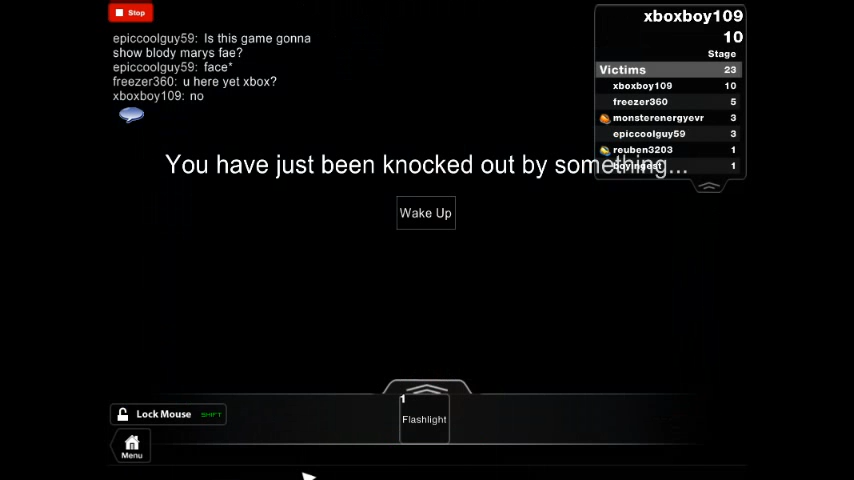 Stop
epiccoolguy59: Is this game gonna
show blody marys fae?
epiccoolguy59: face*
freezer360: u here yet xbox?
xboxboy109: no
xboxboy109
10
Stage
Victims 23
xboxboy109 10
freezer360 5
monsterenergyevr 3
epiccoolguy59 3
reuben3203 1
1
You have just been knocked out by something...
Wake Up
1
Flashlight
Lock Mouse SHIFT
Menu